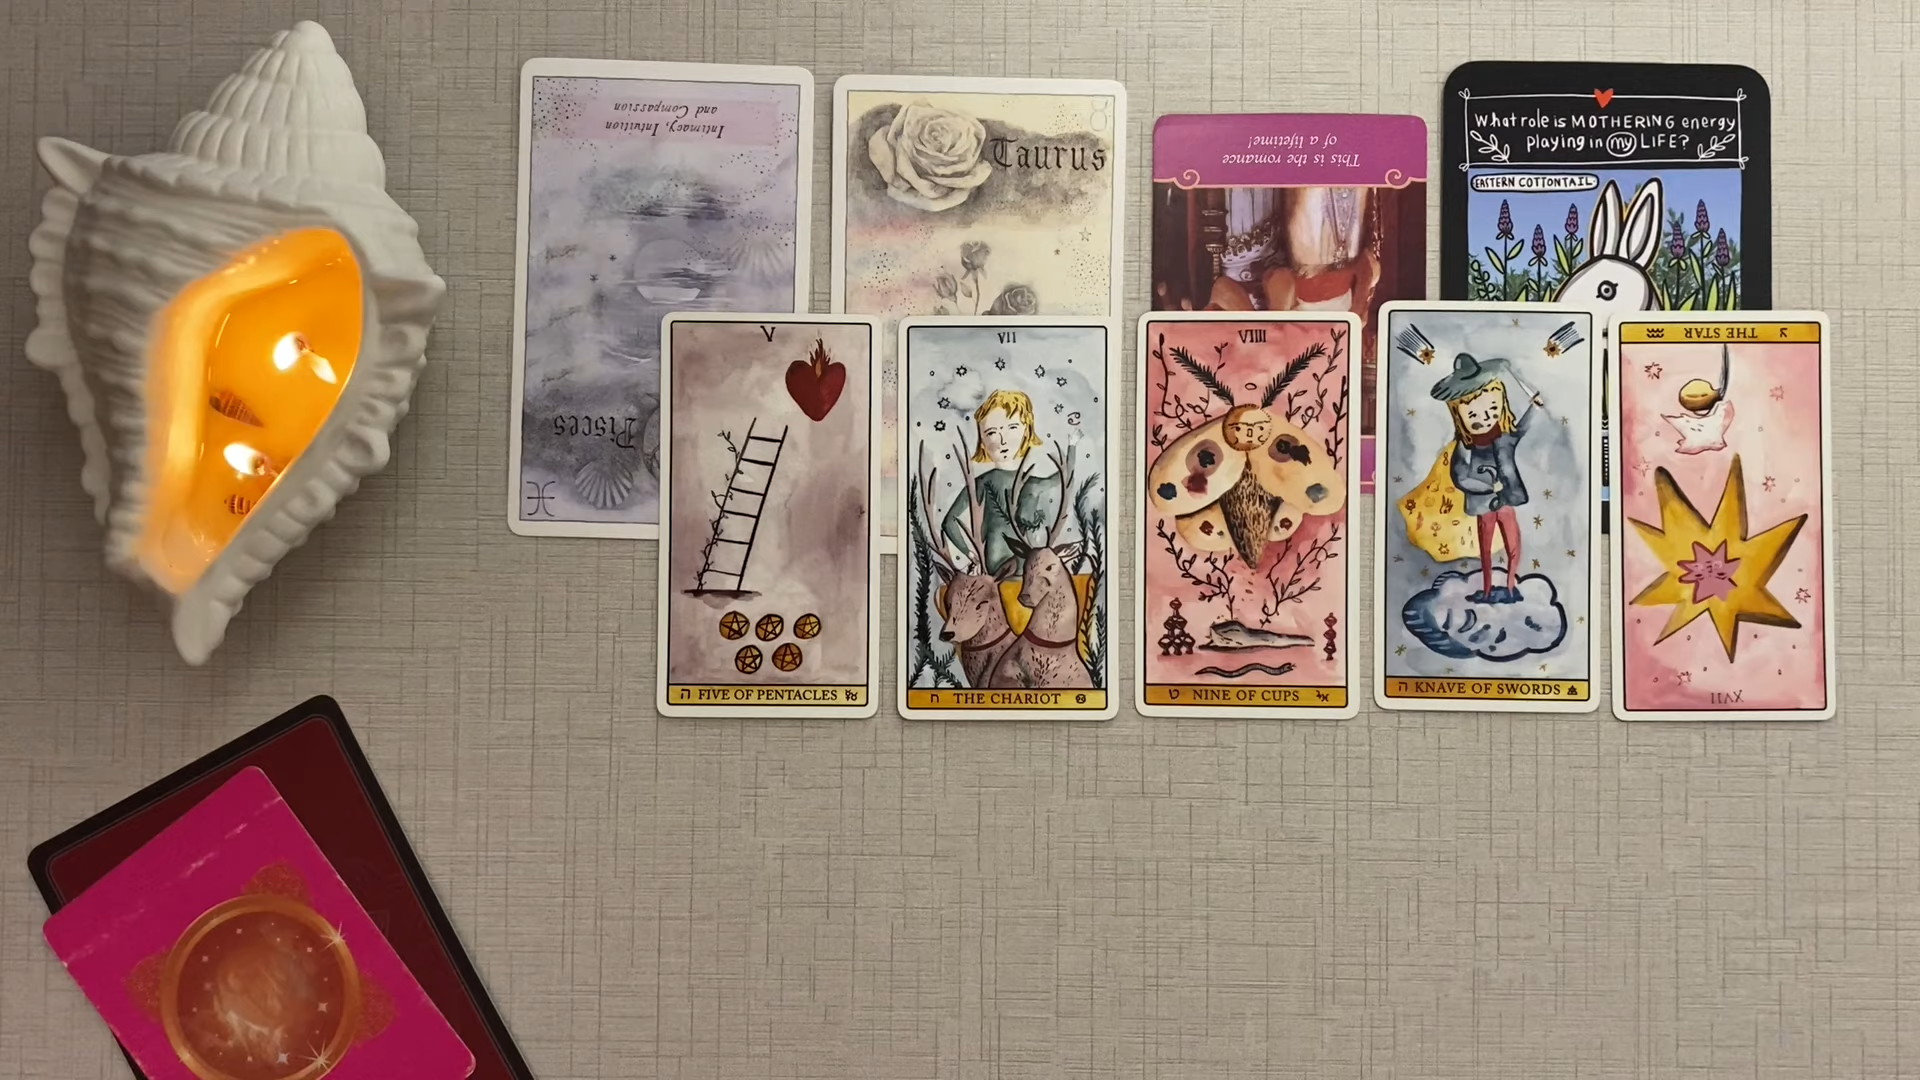 Intimacy, Intuition
and Compassion
Pisces
Taurus
This is the romance
of a lifetime!
What role is MOTHERING energy
playing in my LIFE?
EASTERN COTTONTAIL
V
ה FIVE OF PENTACLES
VII
ח THE CHARIOT
VIIII
ט NINE OF CUPS
ה KNAVE OF SWORDS
THE STAR צ
XVII